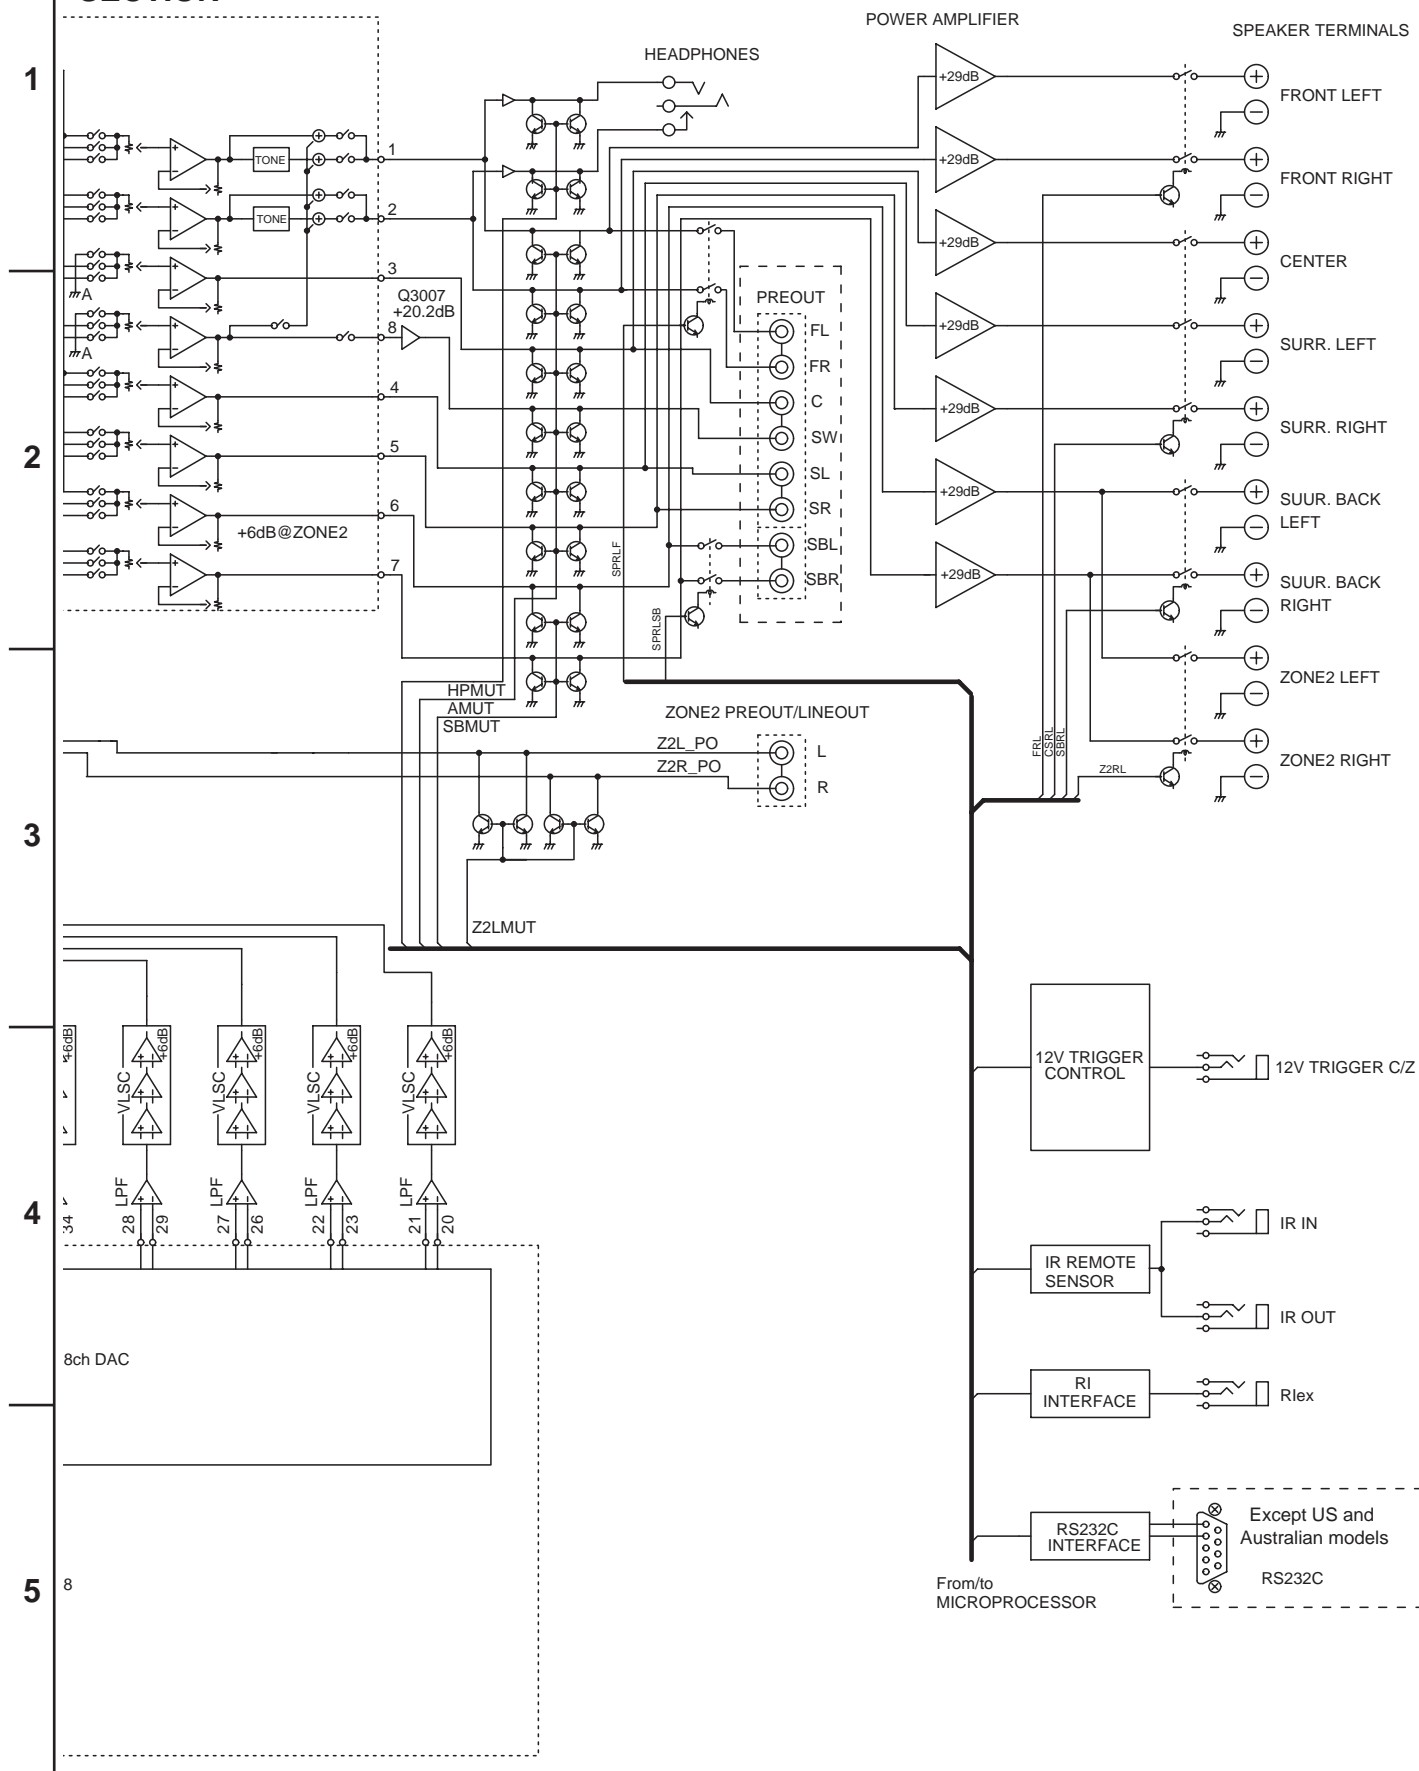 POWER AMPLIFIER
SPEAKER TERMINALS
HEADPHONES
1
+29dB
FRONT LEFT
TONE
1
+29dB
FRONT RIGHT
TONE
2
+29dB
CENTER
3
A
Q3007
+20.2dB
8
PREOUT
A
FL
+29dB
SURR. LEFT
FR
4
C
+29dB
SURR. RIGHT
SW
2
5
SL
+29dB
SUUR. BACK
LEFT
6
SR
+6dB@ZONE2
SBL
7
SPRLF
SBR
+29dB
SUUR. BACK
RIGHT
SPRLSB
ZONE2 LEFT
HPMUT
AMUT
SBMUT
ZONE2 PREOUT/LINEOUT
Z2L_PO
L
Z2R_PO
R
FRL
CSRL
SBRL
Z2RL
ZONE2 RIGHT
3
Z2LMUT
+6dB
VLSC
+6dB
VLSC
+6dB
VLSC
+6dB
VLSC
+6dB
12V TRIGGER
CONTROL
12V TRIGGER C/Z
4
34
LPF
28
29
LPF
27
26
LPF
22
23
LPF
21
20
IR IN
IR REMOTE
SENSOR
IR OUT
8ch DAC
RI
INTERFACE
RIex
RS232C
INTERFACE
Except US and
Australian models
RS232C
5
8
From/to
MICROPROCESSOR